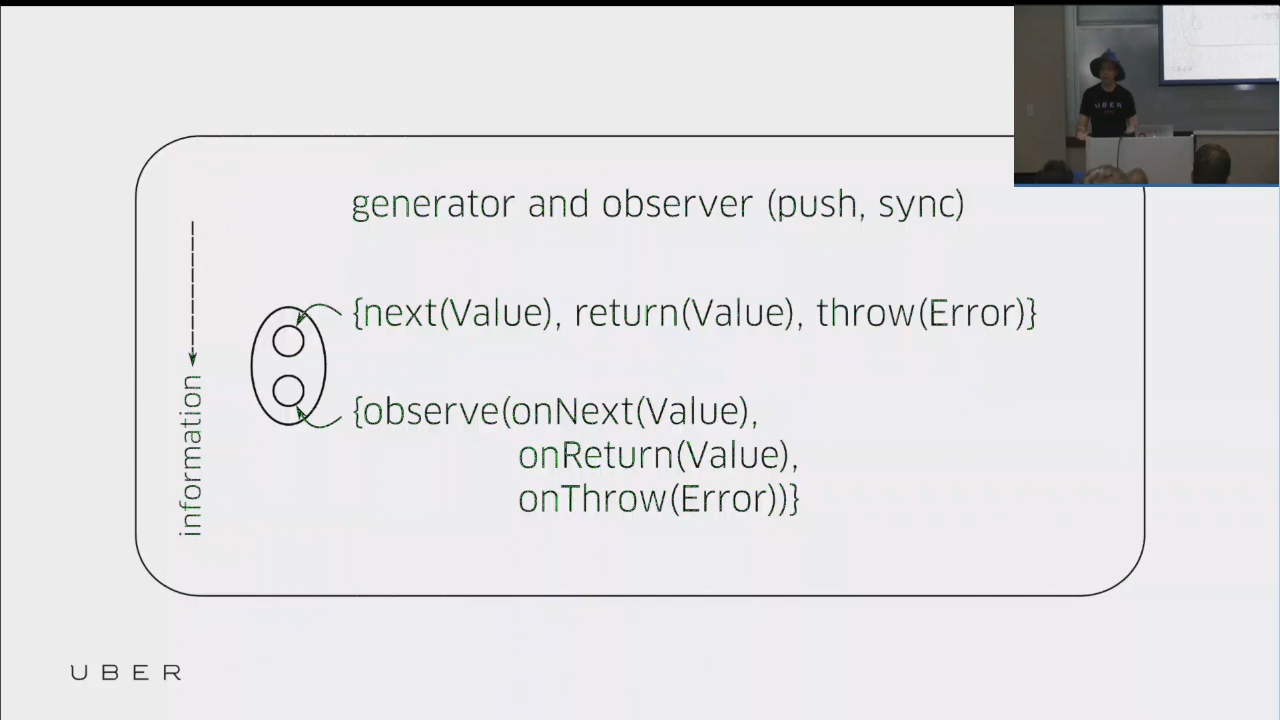 generator and observer (push, sync)
{next(Value), return(Value), throw(Error)}
{observe(onNext(Value),
onReturn(Value),
onThrow(Error))}
information
UBER
UBER